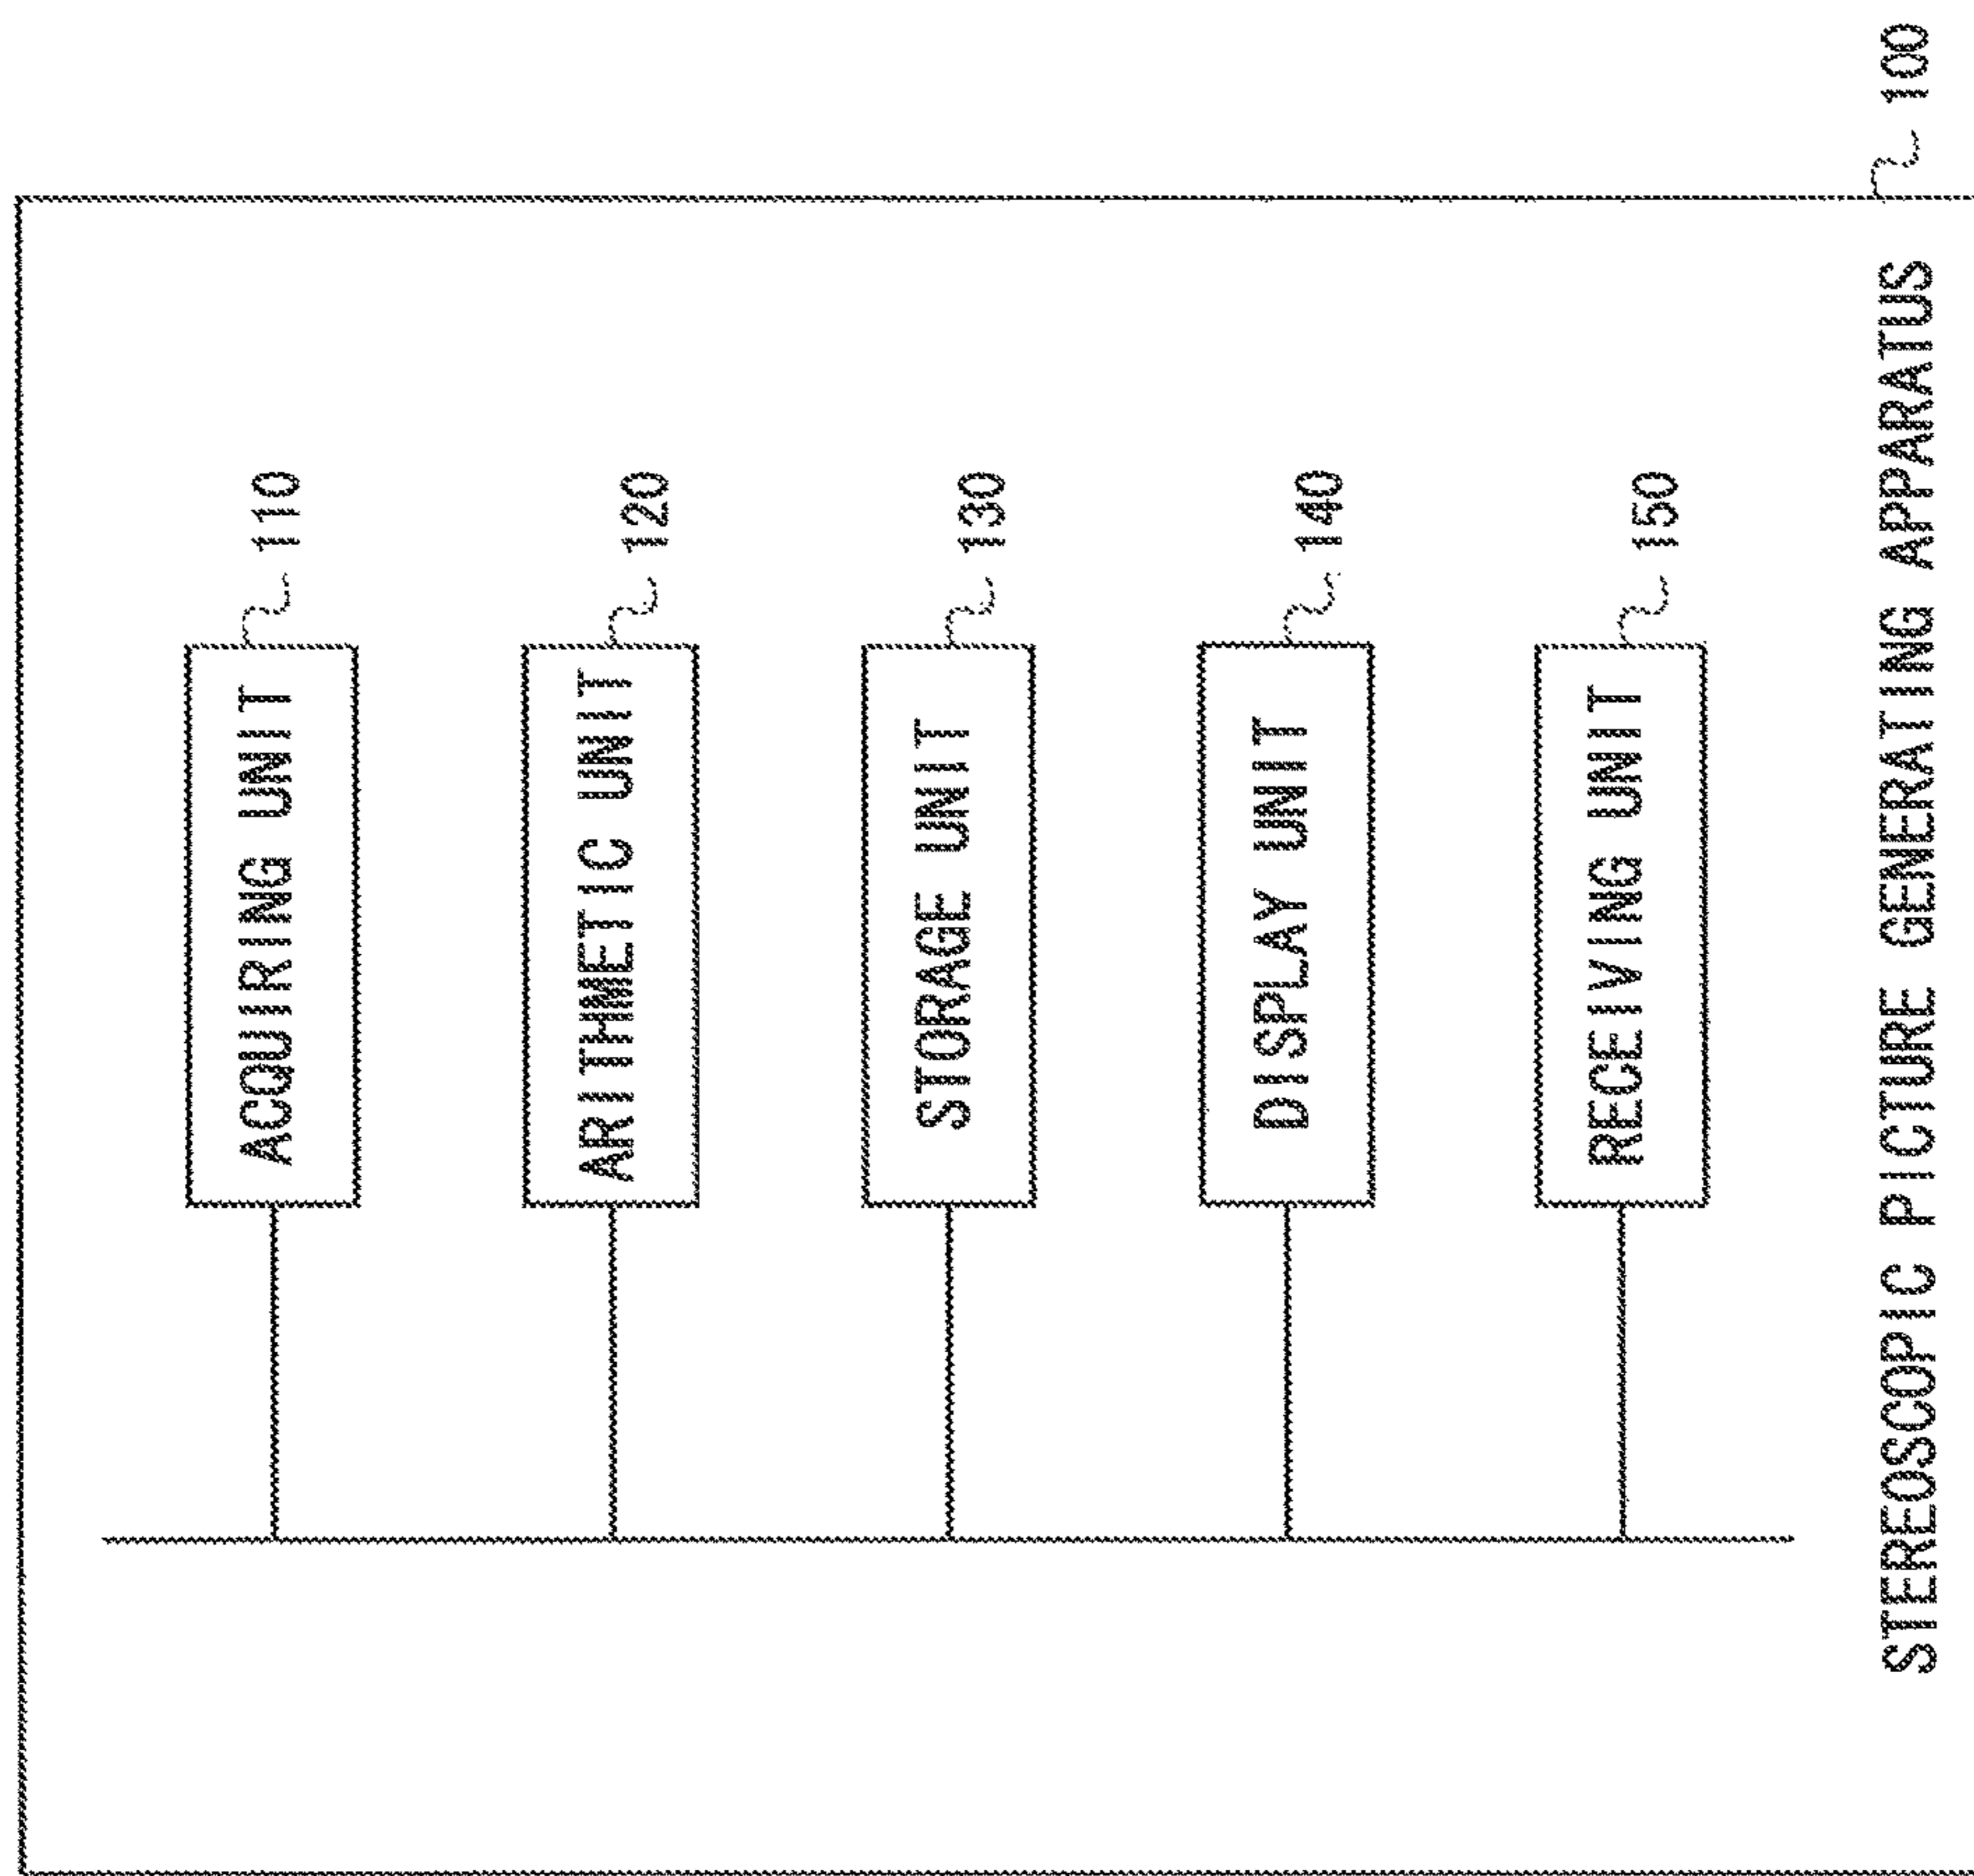 ACQUIRING UNIT
110
ARITHMETIC UNIT
120
STORAGE UNIT
130
DISPLAY UNIT
140
RECEIVING UNIT
150
STEREOSCOPIC PICTURE GENERATING APPARATUS
100